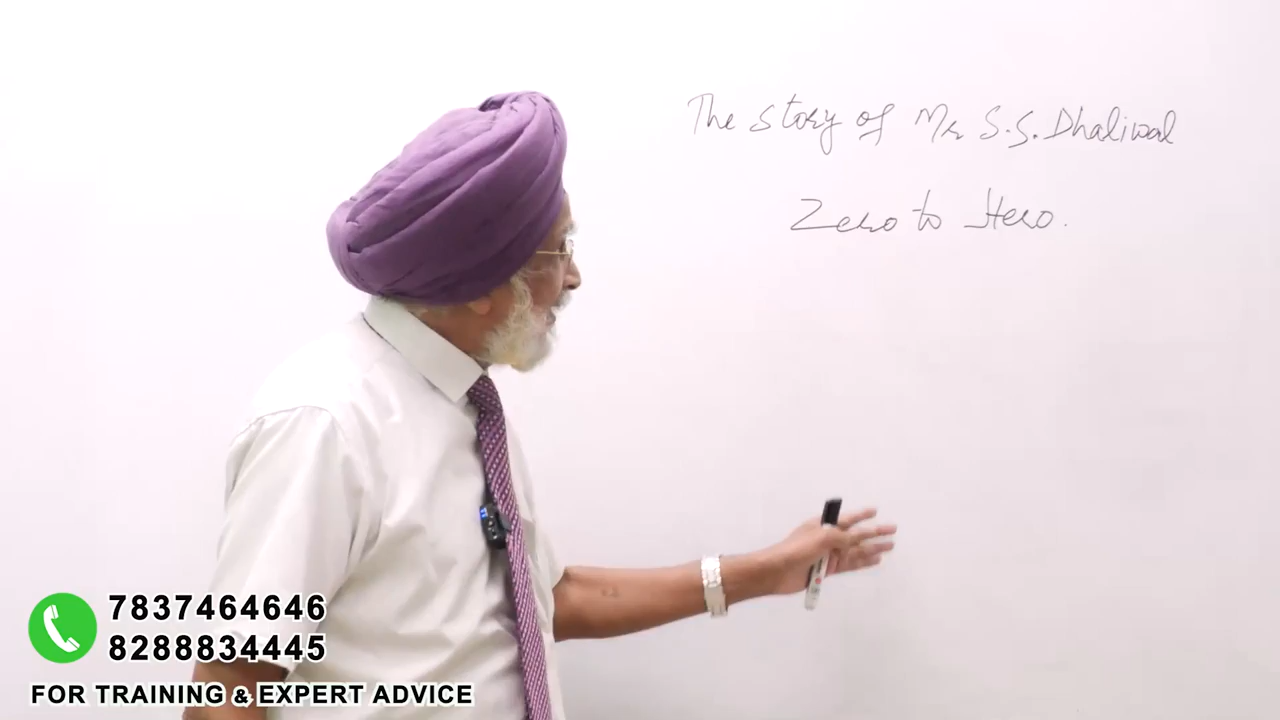 The story of Mr S.S. Dhaliwal
Zero to Hero.
7837464646
8288834445
FOR TRAINING & EXPERT ADVICE